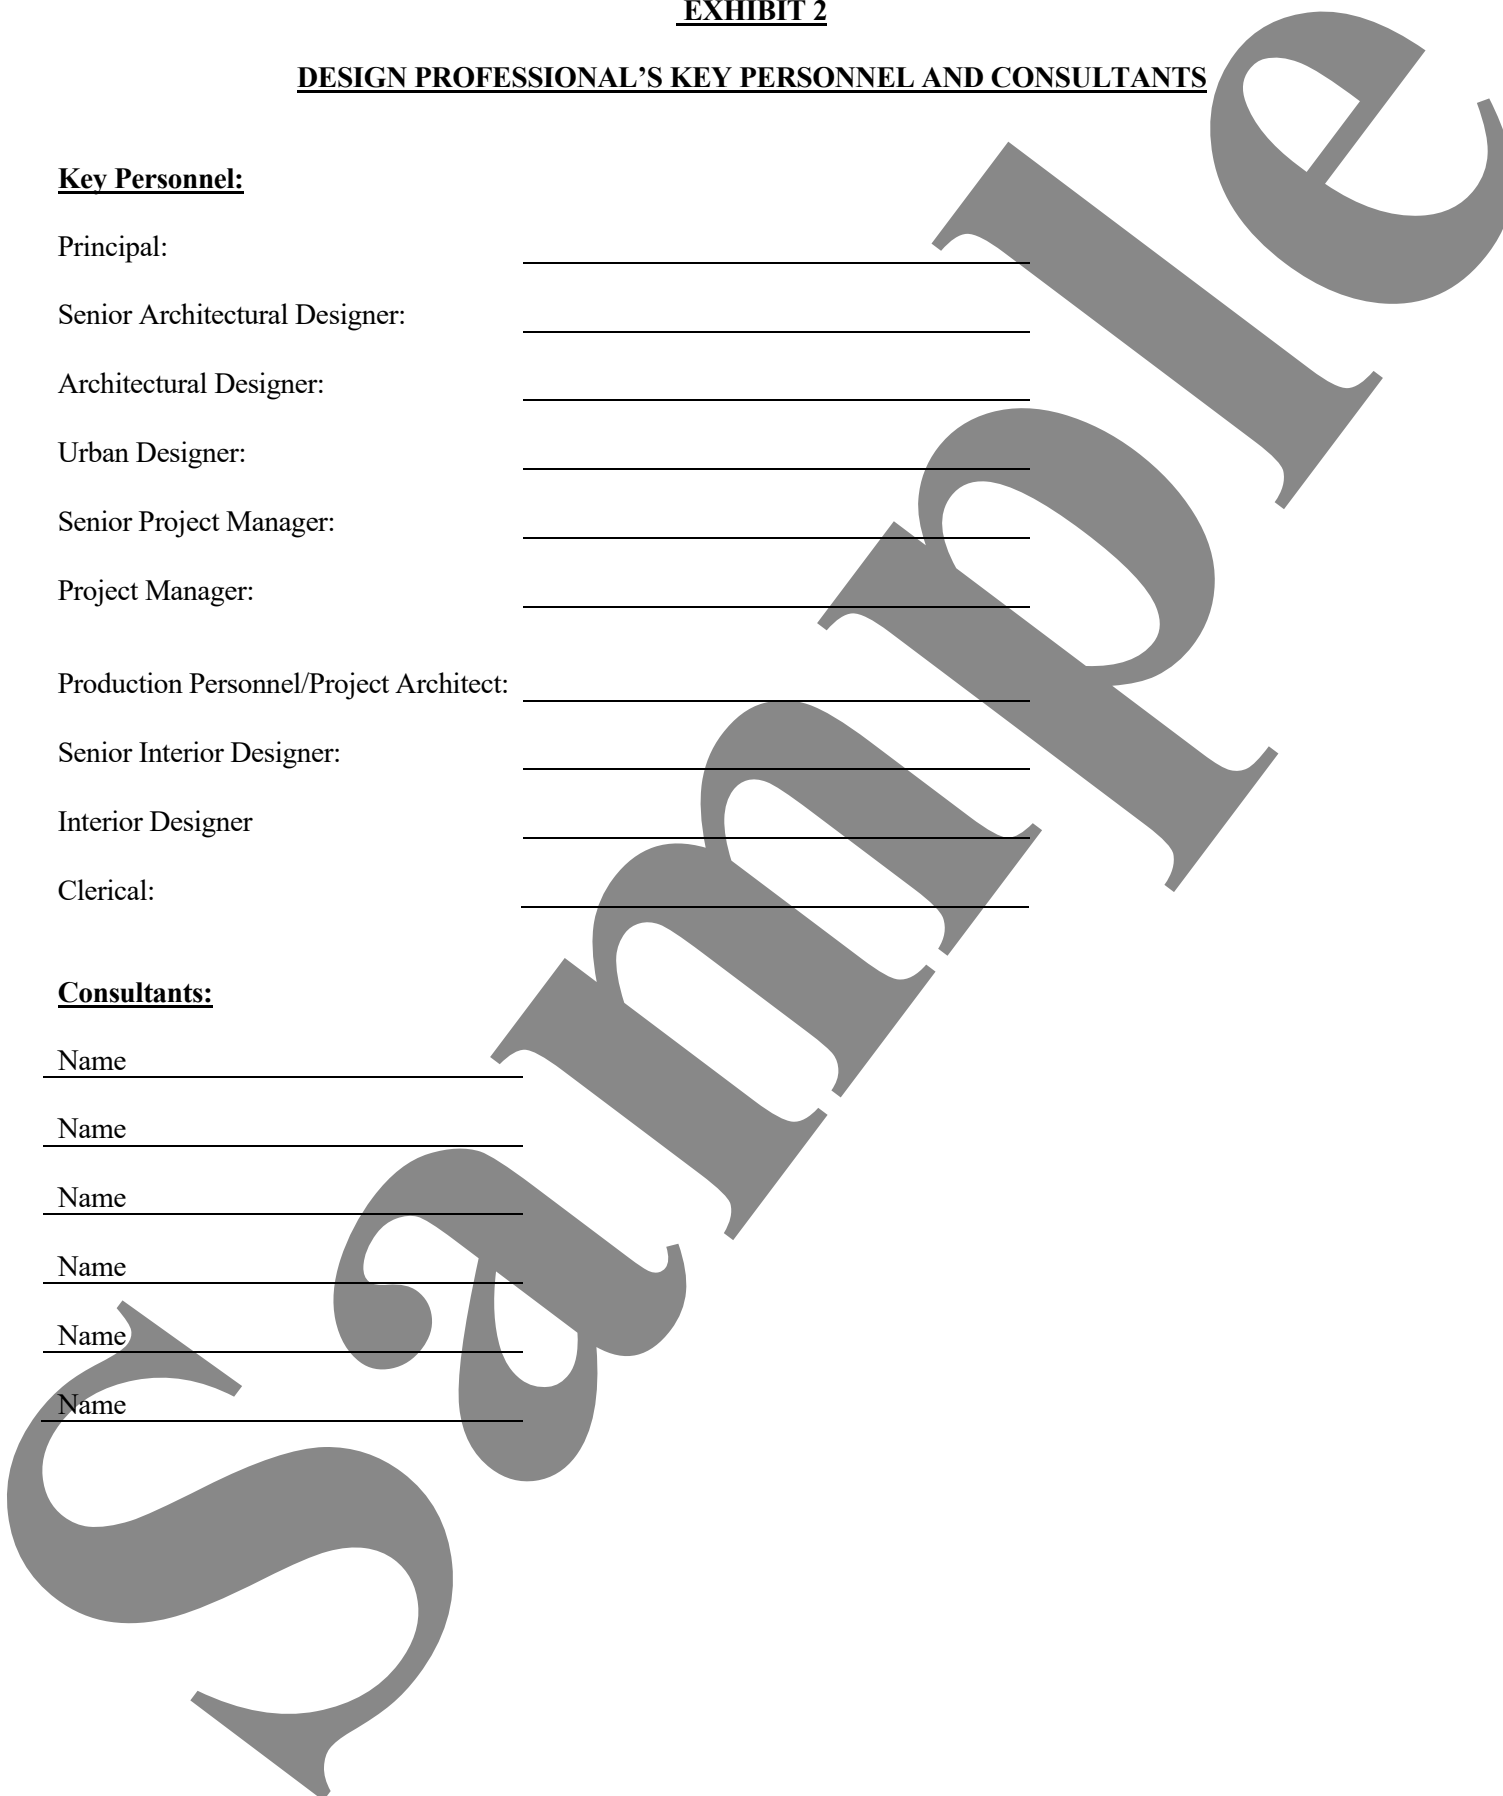 EXHIBIT 2
DESIGN PROFESSIONAL’S KEY PERSONNEL AND CONSULTANTS
Key Personnel:
Principal:
Senior Architectural Designer:
Architectural Designer:
Urban Designer:
Senior Project Manager:
Project Manager:
Production Personnel/Project Architect:
Senior Interior Designer:
Interior Designer
Clerical:
Consultants:
Name
Name
Name
Name
Name
Name
Sample